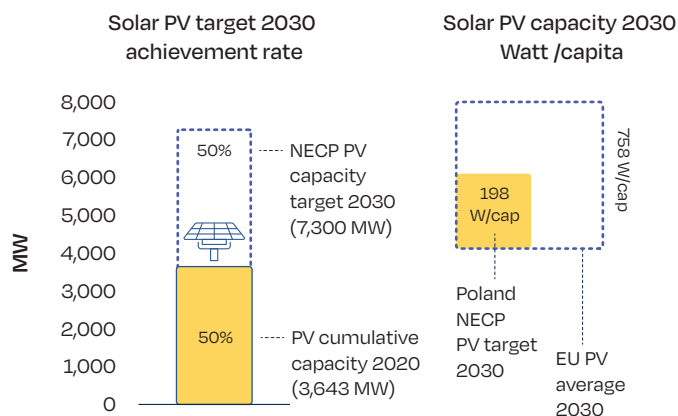 Solar PV target 2030
achievement rate
MW
8,000
7,000
6,000
5,000
4,000
3,000
2,000
1,000
0
50%
NECP PV
capacity
target 2030
(7,300 MW)
50%
PV cumulative
capacity 2020
(3,643 MW)
Solar PV capacity 2030
Watt /capita
758 W/cap
198
W/cap
Poland
NECP
PV target
2030
EU PV
average
2030